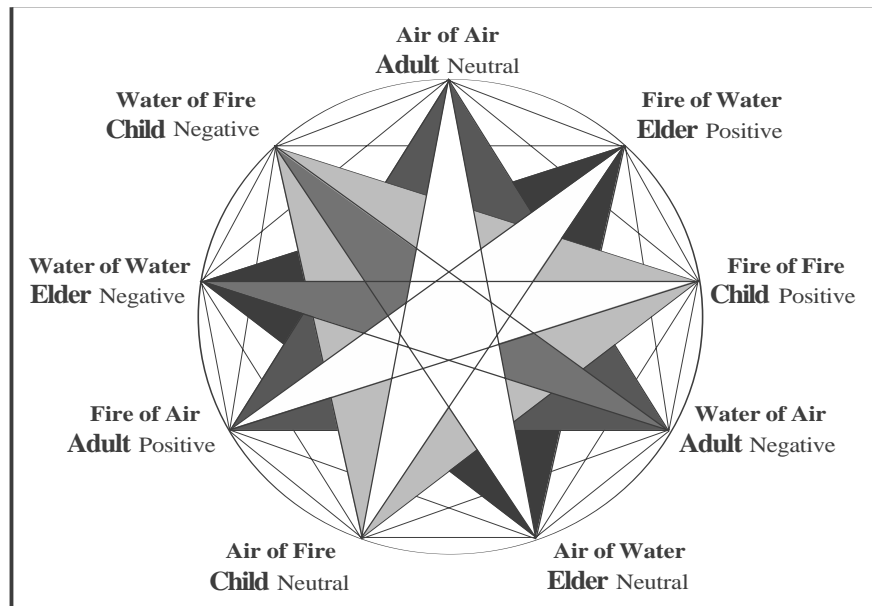 Air of Air
Adult Neutral
Water of Fire
Child Negative
Fire of Water
Elder Positive
Water of Water
Elder Negative
Fire of Fire
Child Positive
Fire of Air
Adult Positive
Water of Air
Adult Negative
Air of Fire
Child Neutral
Air of Water
Elder Neutral